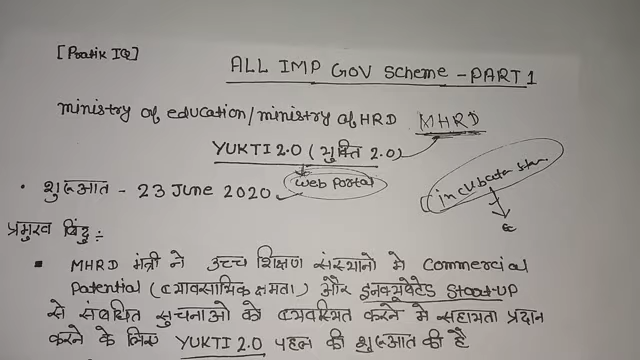 [Pratik IQ]
ALL IMP GOV Scheme - PART 1
ministry of education/ministry of HRD MHRD
YUKTI 2.0 (युक्ति 2.0)
web portal
• शुरूआत - 23 June 2020
प्रमुख बिंदु :-
▪ MHRD मंत्री ने उच्च शिक्षण संस्थानो मे Commercial
Potential (व्यावसायिक क्षमता) और इनक्यूबेटेड Start-UP
से संबंधित सुचनाओ को व्यवस्थित करने मे सहायता प्रदान
करने के लिए YUKTI 2.0 पहल की शुरूआत की है